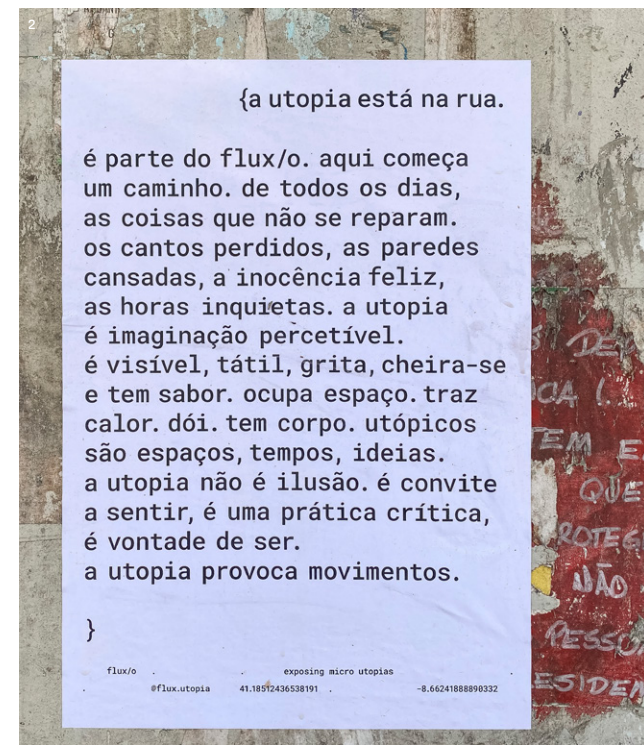 2
{a utopia está na rua.
é parte do flux/o. aqui começa
um caminho. de todos os dias,
as coisas que não se reparam.
os cantos perdidos, as paredes
cansadas, a inocência feliz,
as horas inquietas. a utopia
é imaginação percetível.
é visível, tátil, grita, cheira-se
e tem sabor. ocupa espaço. traz
calor. dói. tem corpo. utópicos
são espaços, tempos, ideias.
a utopia não é ilusão. é convite
a sentir, é uma prática crítica,
é vontade de ser.
a utopia provoca movimentos.
}
flux/o exposing micro utopias
@flux.utopia 41.18512436538191 -8.66241888890332
DE
TEM E
QUE
NÃO